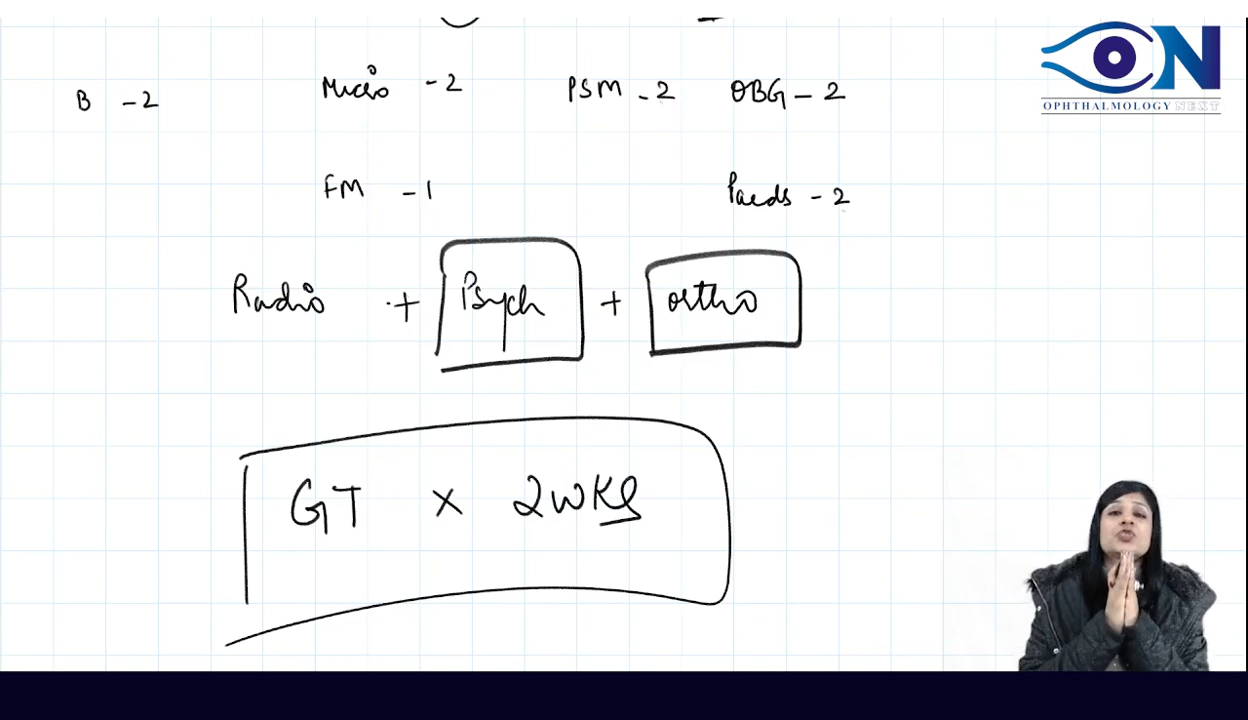 ON
OPHTHALMOLOGY NEXT
B - 2 Micro - 2 PSM - 2 OBG - 2
FM - 1 Paeds - 2
Radio + Psych + ortho
GT x 2wks